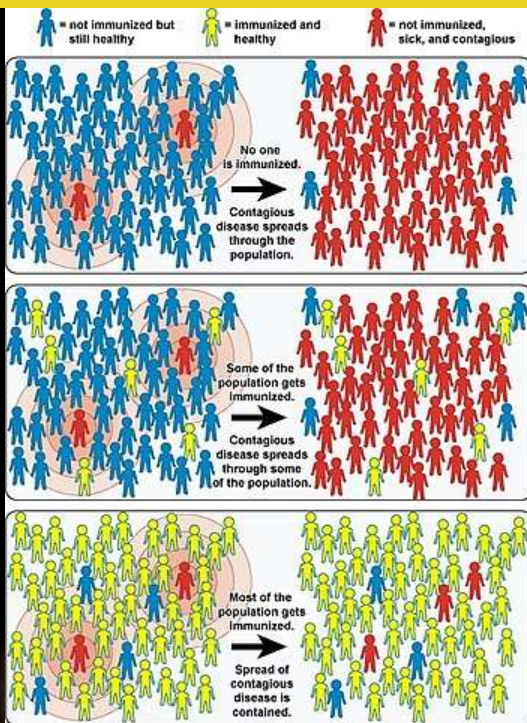 = not immunized but
still healthy
= immunized and
healthy
= not immunized,
sick, and contagious
No one
is immunized.
Contagious
disease spreads
through the
population.
Some of the
population gets
immunized.
Contagious
disease spreads
through some
of the population.
Most of the
population gets
immunized.
Spread of
contagious
disease is
contained.